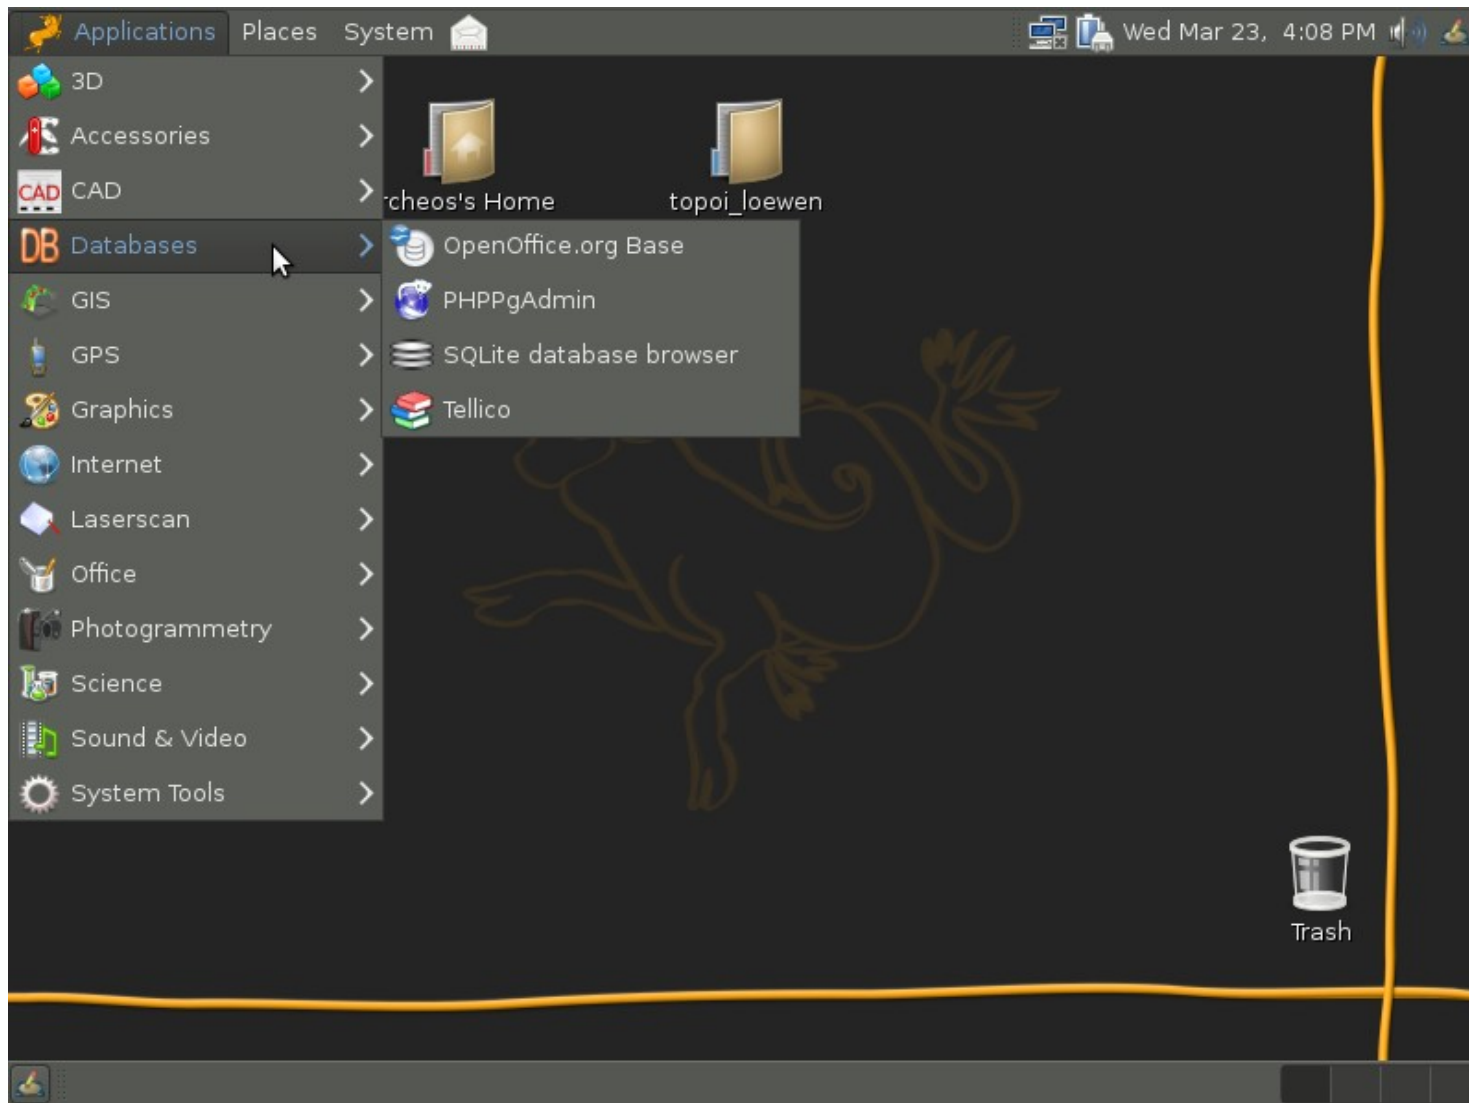 Applications Places System Wed Mar 23, 4:08 PM
3D
Accessories
CAD CAD
rcheos's Home
topoi_loewen
DB Databases
OpenOffice.org Base
PHPPgAdmin
SQLite database browser
Tellico
GIS
GPS
Graphics
Internet
Laserscan
Office
Photogrammetry
Science
Sound & Video
System Tools
Trash